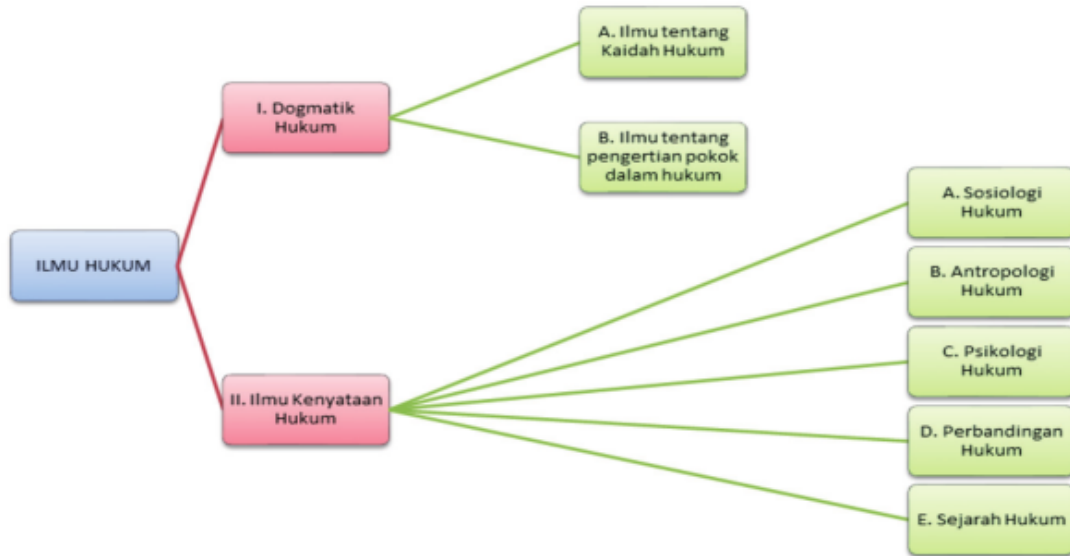 ILMU HUKUM
I. Dogmatik
Hukum
A. Ilmu tentang
Kaidah Hukum
B. Ilmu tentang
pengertian pokok
dalam hukum
II. Ilmu Kenyataan
Hukum
A. Sosiologi
Hukum
B. Antropologi
Hukum
C. Psikologi
Hukum
D. Perbandingan
Hukum
E. Sejarah Hukum